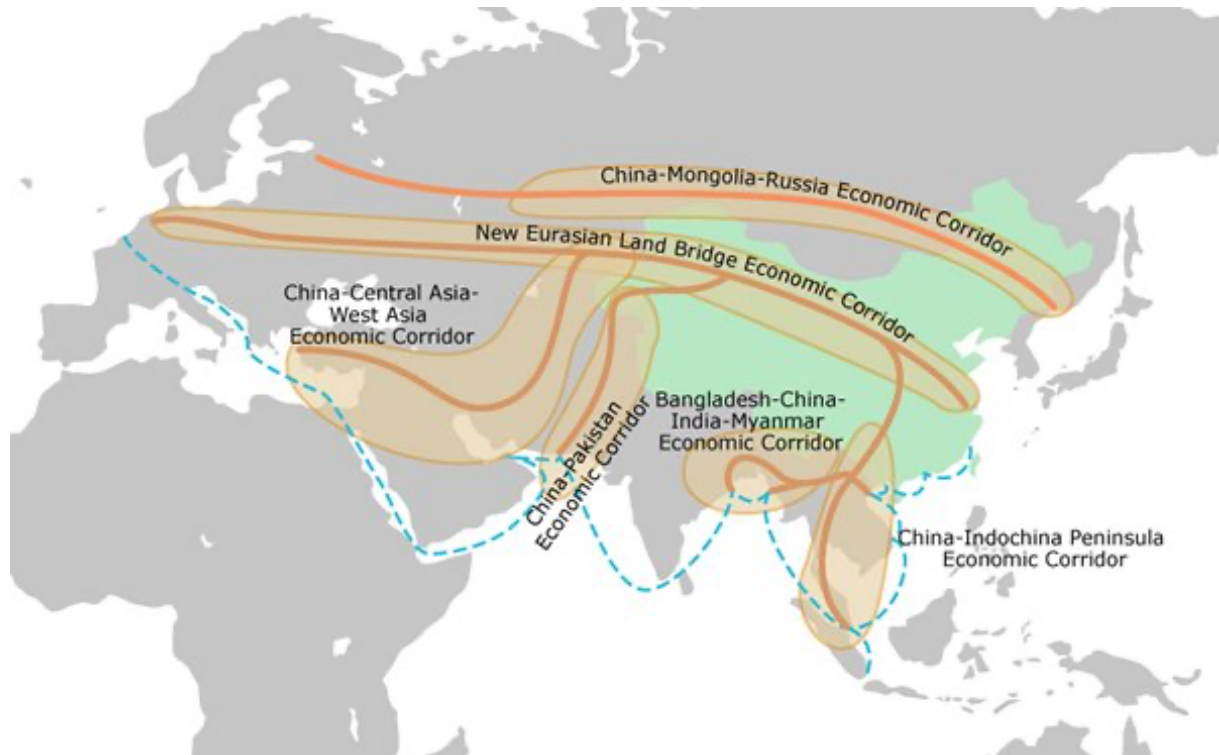 China-Mongolia-Russia Economic Corridor
New Eurasian Land Bridge Economic Corridor
China-Central Asia-
West Asia
Economic Corridor
China-Pakistan
Economic Corridor
Bangladesh-China-
India-Myanmar
Economic Corridor
China-Indochina Peninsula
Economic Corridor